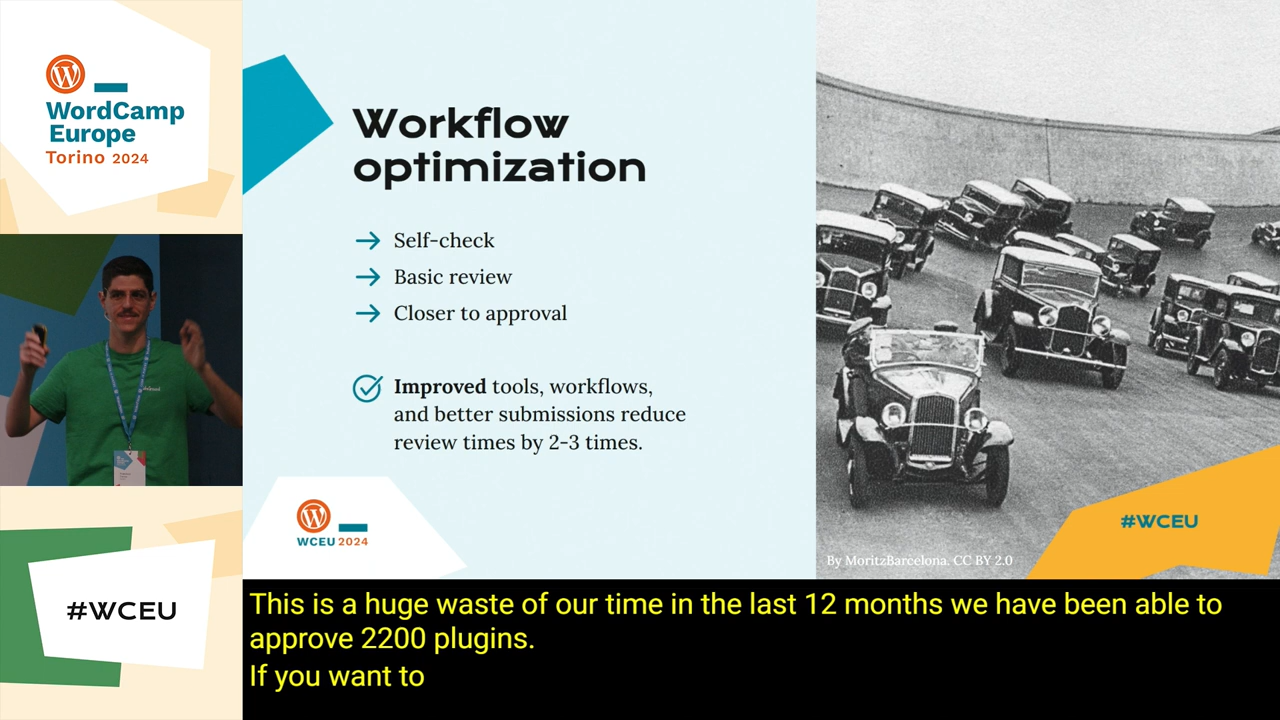 WordCamp
Europe
Torino 2024
Workflow
optimization
Self-check
Basic review
Closer to approval
Improved tools, workflows,
and better submissions reduce
review times by 2-3 times.
WCEU 2024
#WCEU
By MoritzBarcelona. CC BY 2.0
#WCEU
This is a huge waste of our time in the last 12 months we have been able to
approve 2200 plugins.
If you want to